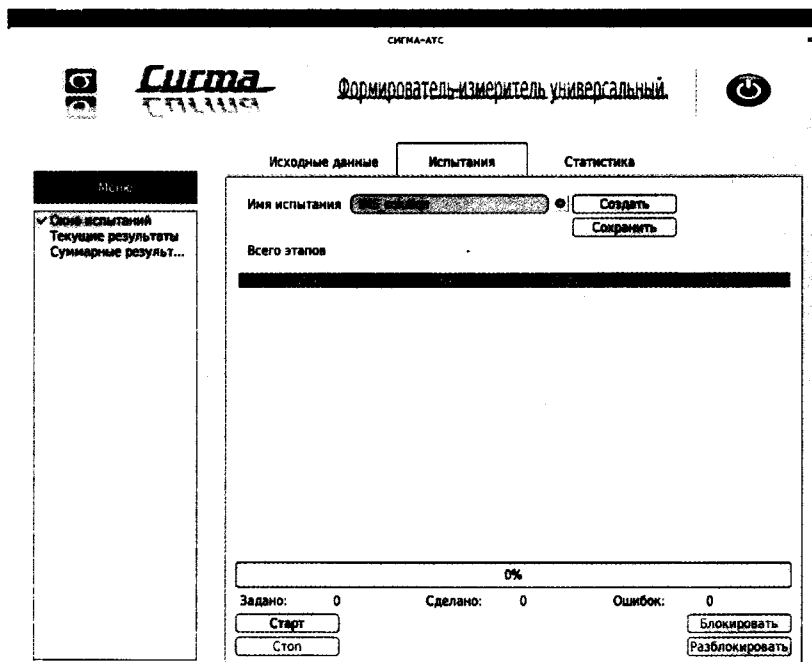 СИГМА-АТС
Сигма
Формирователь-измеритель универсальный
Исходные данные Испытания Статистика
Меню
Имя испытания Создать
✓ Окно испытаний
Сохранить
Текущие результаты
Суммарные результ...
Всего этапов
0%
Задано: 0 Сделано: 0 Ошибок: 0
Старт Блокировать
Стоп Разблокировать